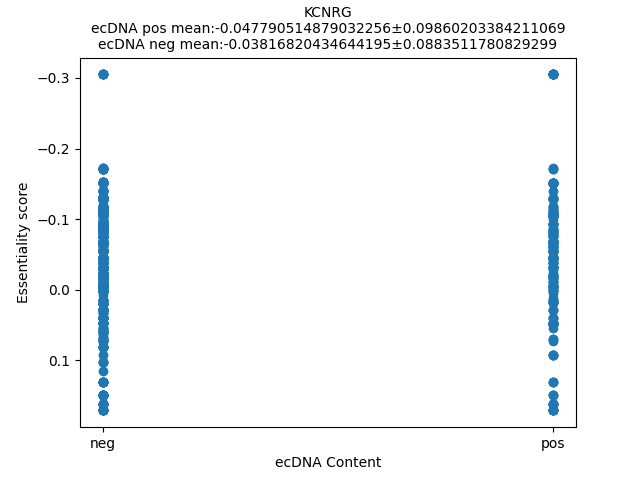 KCNRG
ecDNA pos mean:-0.047790514879032256±0.09860203384211069
ecDNA neg mean:-0.03816820434644195±0.0883511780829299
−0.3
−0.2
−0.1
0.0
0.1
Essentiality score
neg
pos
ecDNA Content